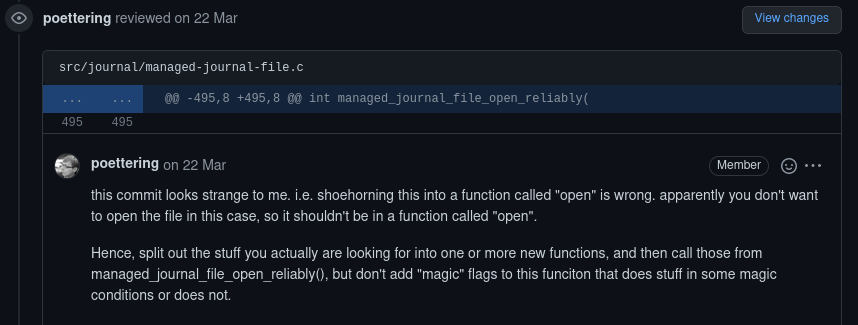 poettering reviewed on 22 Mar
View changes
src/journal/managed-journal-file.c
... ... @@ -495,8 +495,8 @@ int managed_journal_file_open_reliably(
495 495
poettering on 22 Mar
Member
this commit looks strange to me. i.e. shoehorning this into a function called "open" is wrong. apparently you don't want
to open the file in this case, so it shouldn't be in a function called "open".
Hence, split out the stuff you actually are looking for into one or more new functions, and then call those from
managed_journal_file_open_reliably(), but don't add "magic" flags to this funciton that does stuff in some magic
conditions or does not.